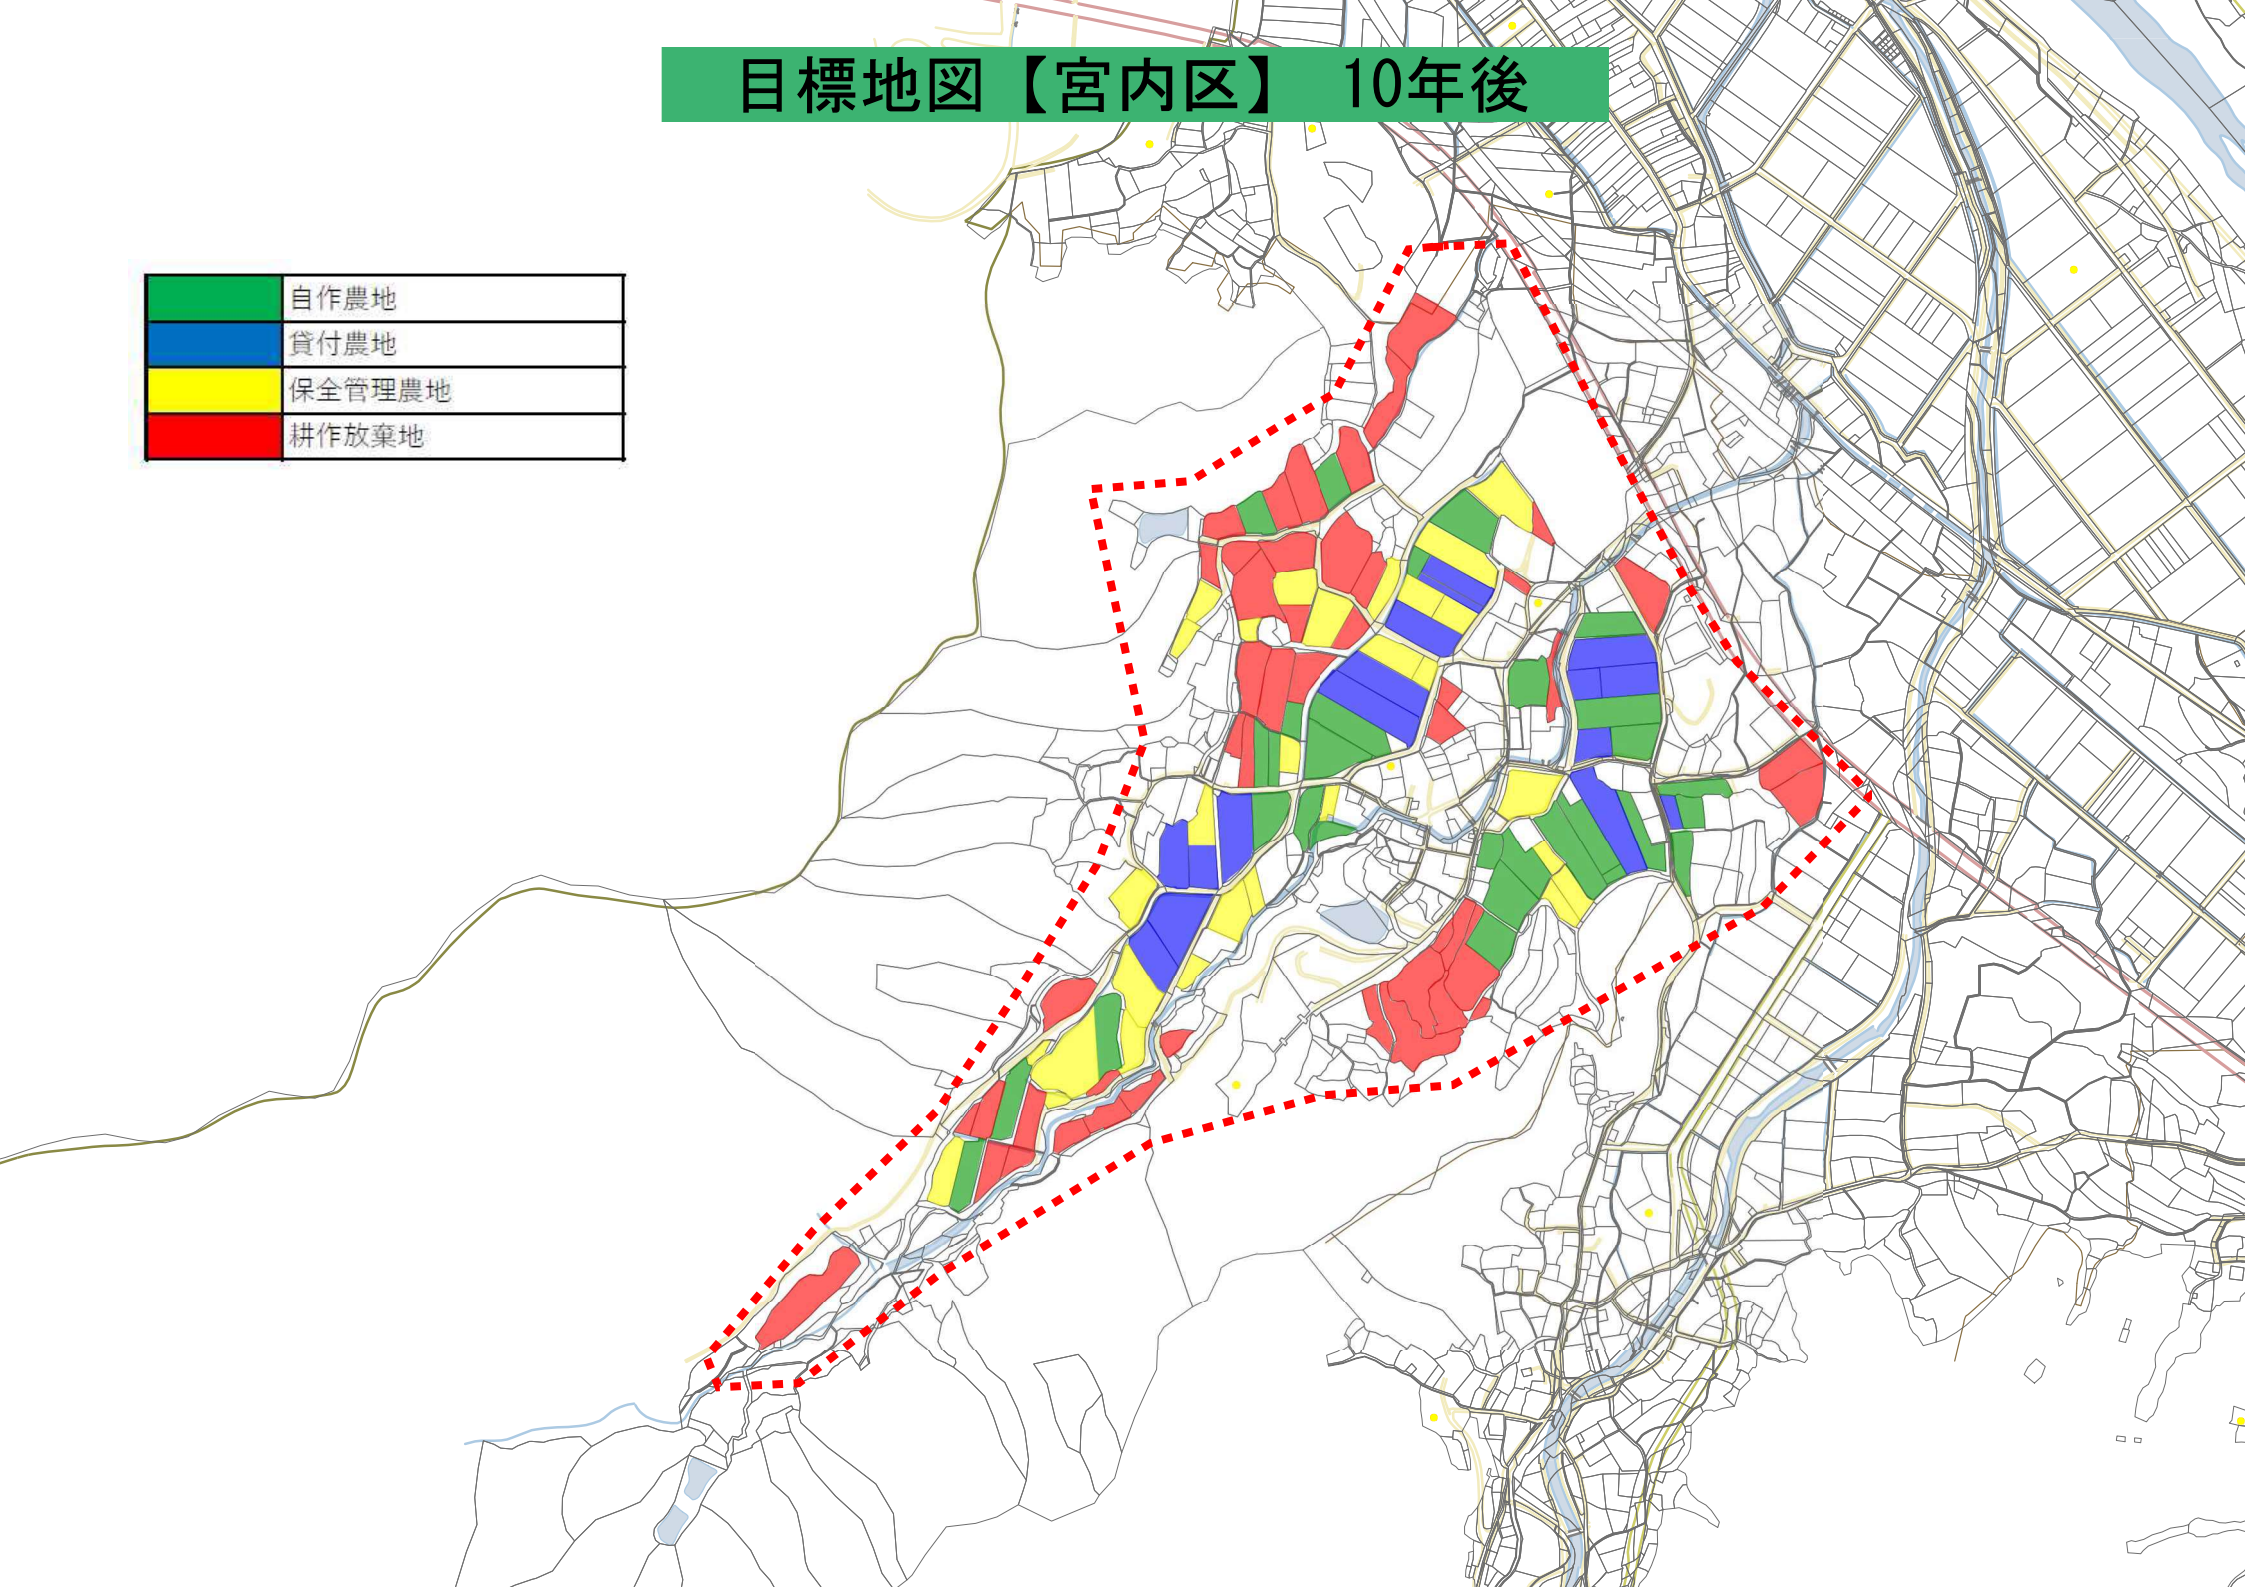 目標地図【宮内区】 10年後
自作農地
貸付農地
保全管理農地
耕作放棄地